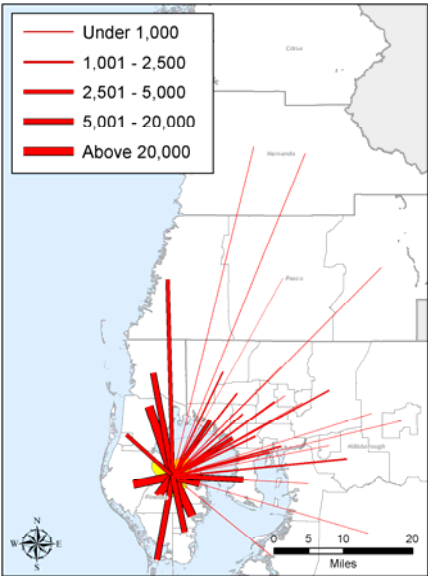 Under 1,000
1,001 - 2,500
2,501 - 5,000
5,001 - 20,000
Above 20,000
Citrus
Hernando
Pasco
Hillsborough
N
W
E
S
0
5
10
20
Miles